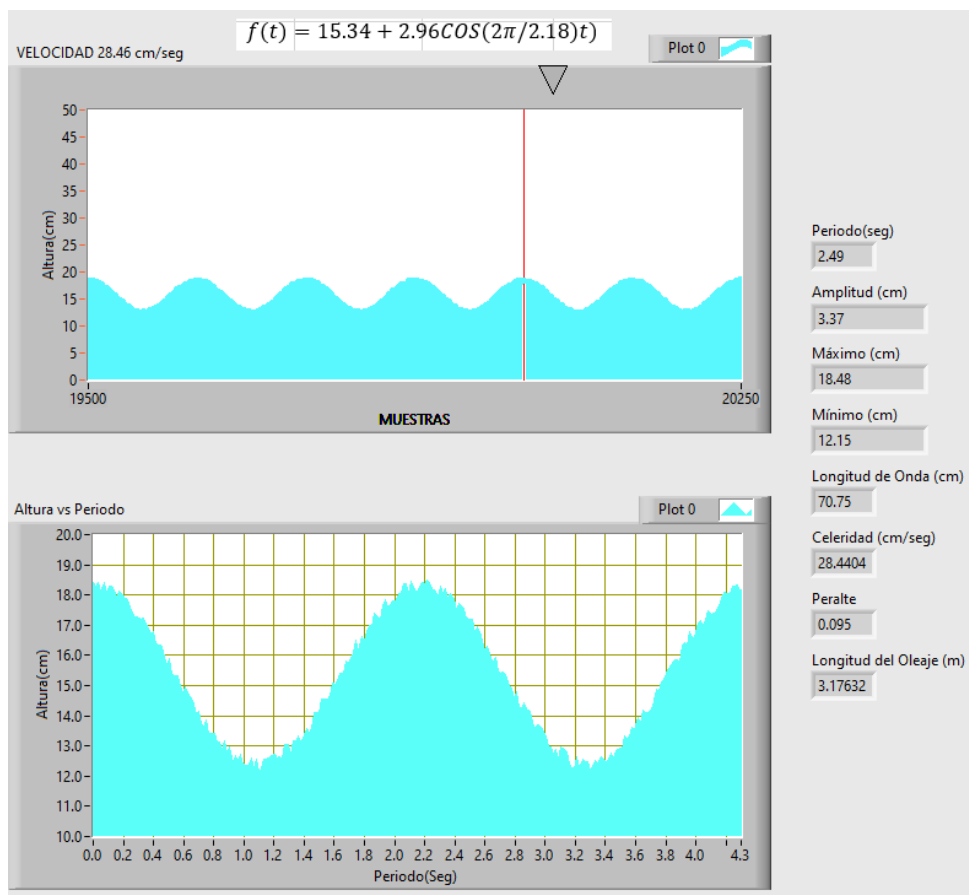 f(t) = 15.34 + 2.96COS(2π/2.18)t)
VELOCIDAD 28.46 cm/seg
Plot 0
50
45
40
35
30
25
20
15
10
5
0
Altura(cm)
19500
20250
MUESTRAS
Periodo(seg)
2.49
Amplitud (cm)
3.37
Máximo (cm)
18.48
Mínimo (cm)
12.15
Longitud de Onda (cm)
70.75
Celeridad (cm/seg)
28.4404
Peralte
0.095
Longitud del Oleaje (m)
3.17632
Altura vs Periodo
Plot 0
20.0
19.0
18.0
17.0
16.0
15.0
14.0
13.0
12.0
11.0
10.0
Altura(cm)
0.0 0.2 0.4 0.6 0.8 1.0 1.2 1.4 1.6 1.8 2.0 2.2 2.4 2.6 2.8 3.0 3.2 3.4 3.6 3.8 4.0 4.3
Periodo(Seg)